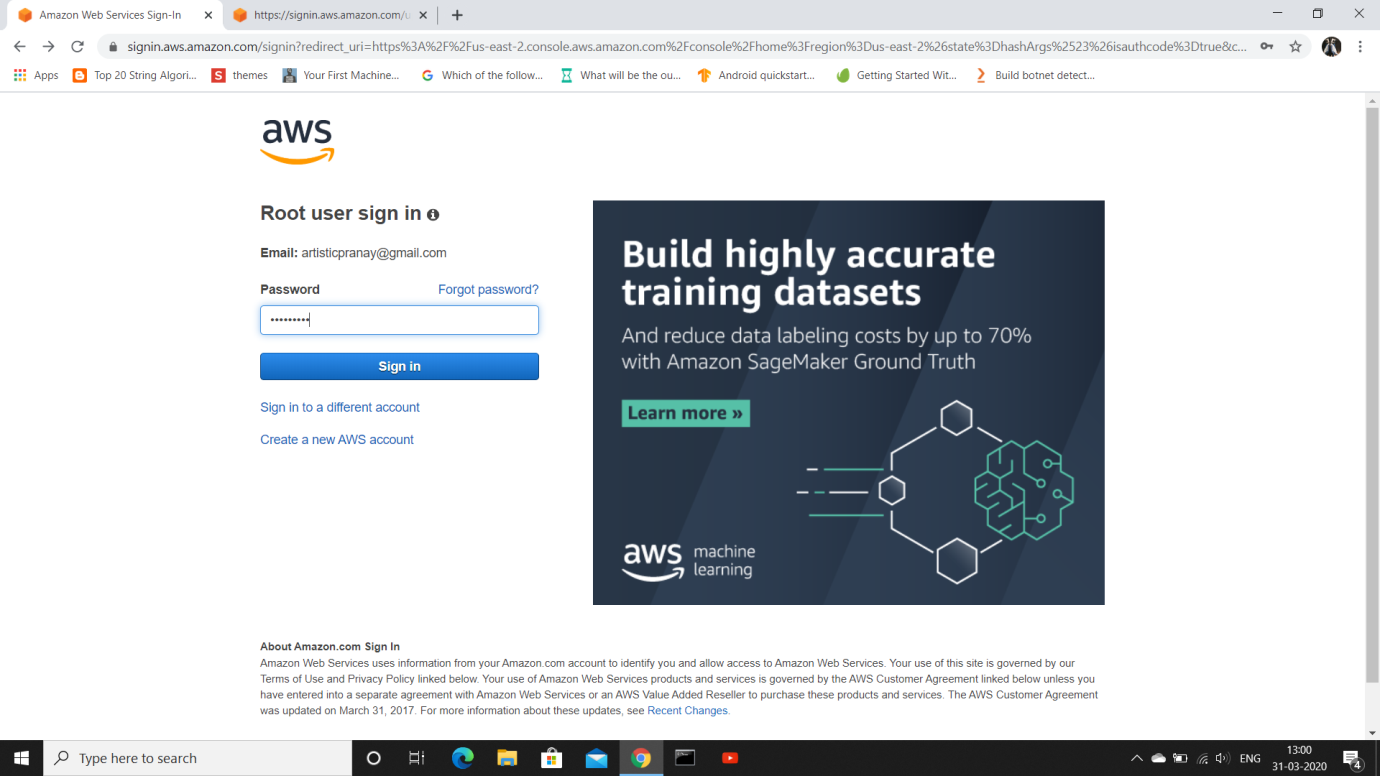 Amazon Web Services Sign-In
https://signin.aws.amazon.com/u
signin.aws.amazon.com/signin?redirect_uri=https%3A%2F%2Fus-east-2.console.aws.amazon.com%2Fconsole%2Fhome%3Fregion%3Dus-east-2%26state%3DhashArgs%2523%26isauthcode%3Dtrue&c...
Apps
Top 20 String Algori...
themes
Your First Machine...
Which of the follow...
What will be the ou...
Android quickstart...
Getting Started Wit...
Build botnet detect...
aws
Root user sign in
Email: artisticpranay@gmail.com
Password Forgot password?
Sign in
Sign in to a different account
Create a new AWS account
Build highly accurate
training datasets
And reduce data labeling costs by up to 70%
with Amazon SageMaker Ground Truth
Learn more »
aws machine
learning
About Amazon.com Sign In
Amazon Web Services uses information from your Amazon.com account to identify you and allow access to Amazon Web Services. Your use of this site is governed by our
Terms of Use and Privacy Policy linked below. Your use of Amazon Web Services products and services is governed by the AWS Customer Agreement linked below unless you
have entered into a separate agreement with Amazon Web Services or an AWS Value Added Reseller to purchase these products and services. The AWS Customer Agreement
was updated on March 31, 2017. For more information about these updates, see Recent Changes.
Type here to search
ENG
13:00
31-03-2020
4